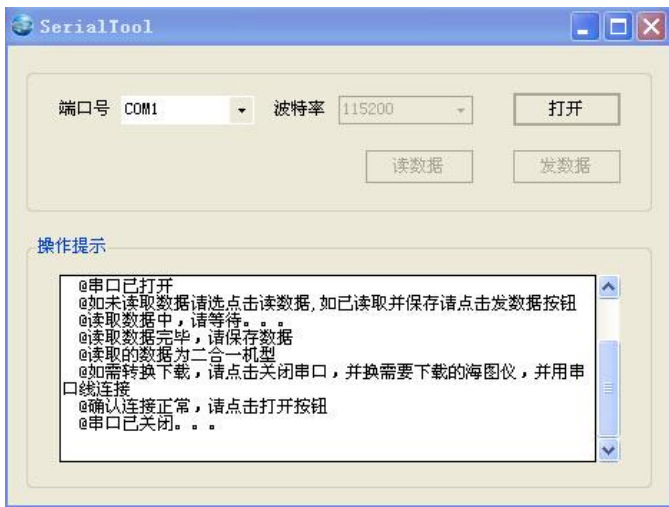 SerialTool
端口号 COM1 波特率 115200 打开
读数据 发数据
操作提示
@串口已打开
@如未读取数据请选点击读数据,如已读取并保存请点击发数据按钮
@读取数据中，请等待。。。
@读取数据完毕，请保存数据
@读取的数据为二合一机型
@如需转换下载，请点击关闭串口，并换需要下载的海图仪，并用串
口线连接
@确认连接正常，请点击打开按钮
@串口已关闭。。。